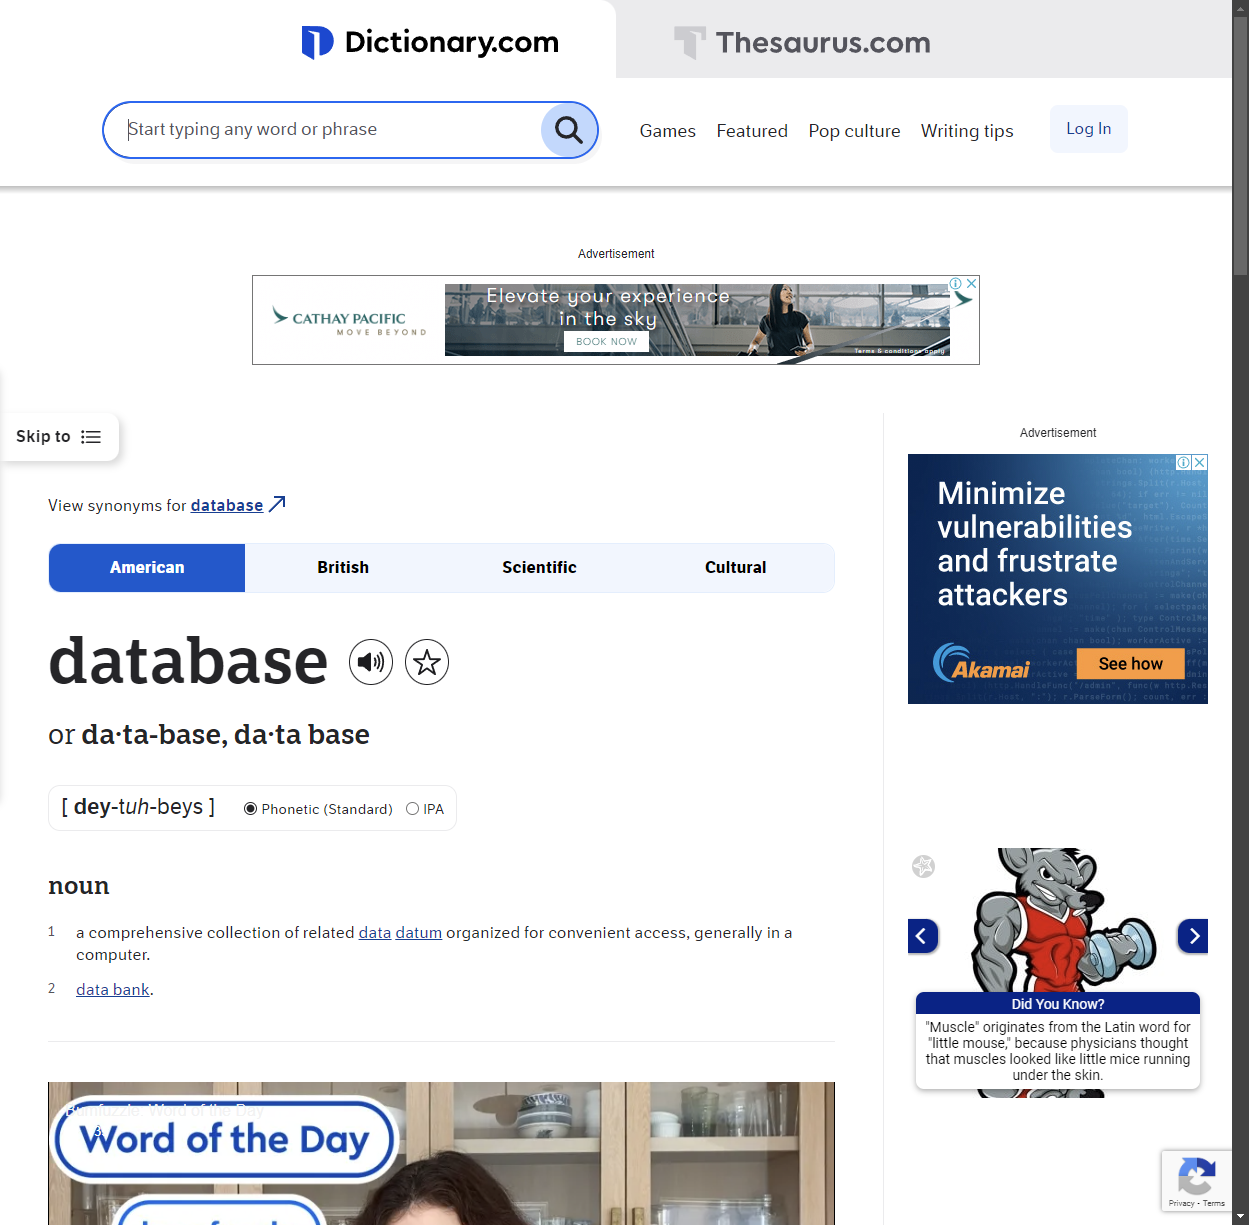 Dictionary.com
Thesaurus.com
Start typing any word or phrase
Games Featured Pop culture Writing tips Log In
Advertisement
CATHAY PACIFIC
MOVE BEYOND
Elevate your experience
in the sky
BOOK NOW
Terms & conditions apply
Skip to
Advertisement
Minimize
vulnerabilities
and frustrate
attackers
Akamai
See how
View synonyms for database
American British Scientific Cultural
database
or da·ta-base, da·ta base
[ dey-tuh-beys ] Phonetic (Standard) IPA
noun
1 a comprehensive collection of related data datum organized for convenient access, generally in a
computer.
2 data bank.
Did You Know?
"Muscle" originates from the Latin word for
"little mouse," because physicians thought
that muscles looked like little mice running
under the skin.
Bumfuzzle: Word of the Day
Word of the Day
Privacy - Terms